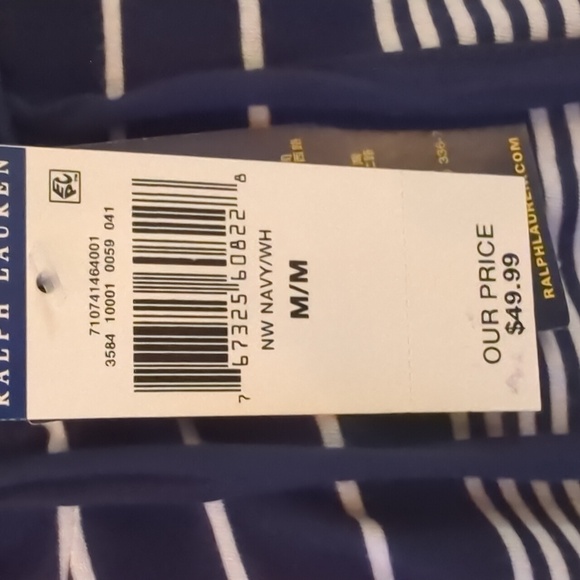 RALPH LAUREN
710741464001
3584 10001 0059 041
7 67325 60822 8
NW NAVY/WH
M/M
OUR PRICE
$49.99
RALPHLAUREN.COM
336-